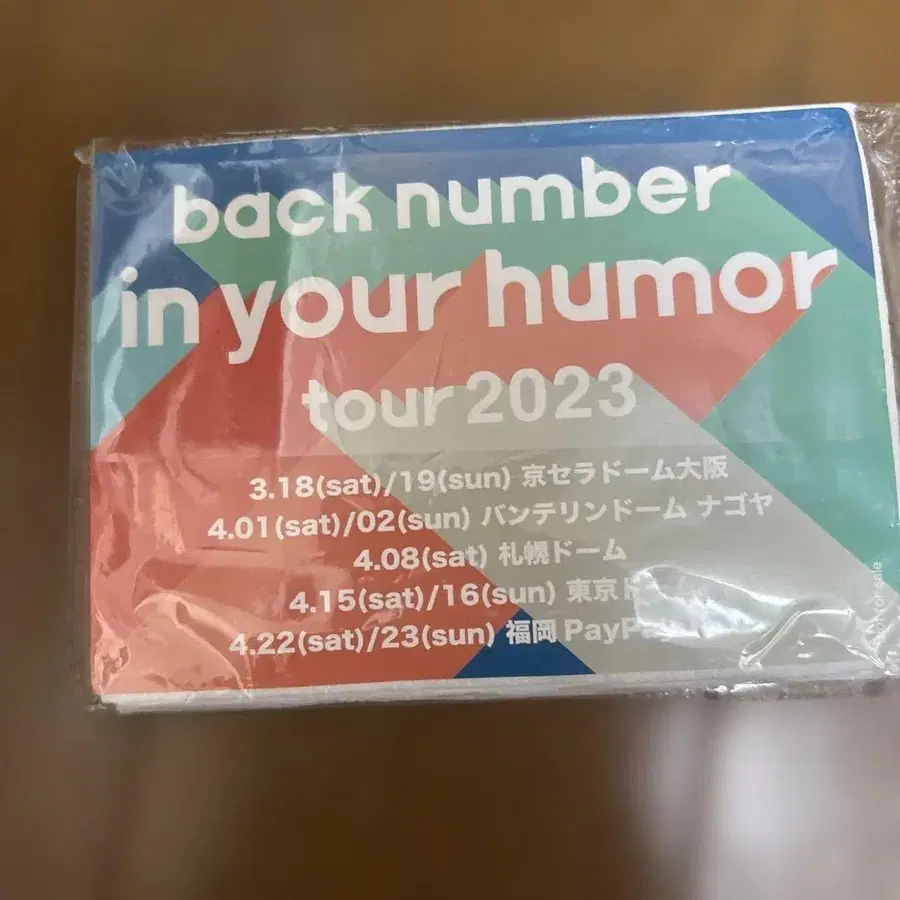 back number
in your humor
tour 2023
3.18(sat)/19(sun) 京セラドーム大阪
4.01(sat)/02(sun) バンテリンドーム ナゴヤ
4.08(sat) 札幌ドーム
4.15(sat)/16(sun) 東京
4.22(sat)/23(sun) 福岡
for sale